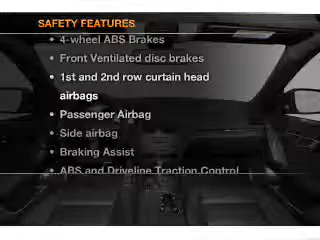 SAFETY FEATURES
• 4-wheel ABS Brakes
• Front Ventilated disc brakes
• 1st and 2nd row curtain head
airbags
• Passenger Airbag
• Side airbag
• Braking Assist
• ABS and Driveline Traction Control